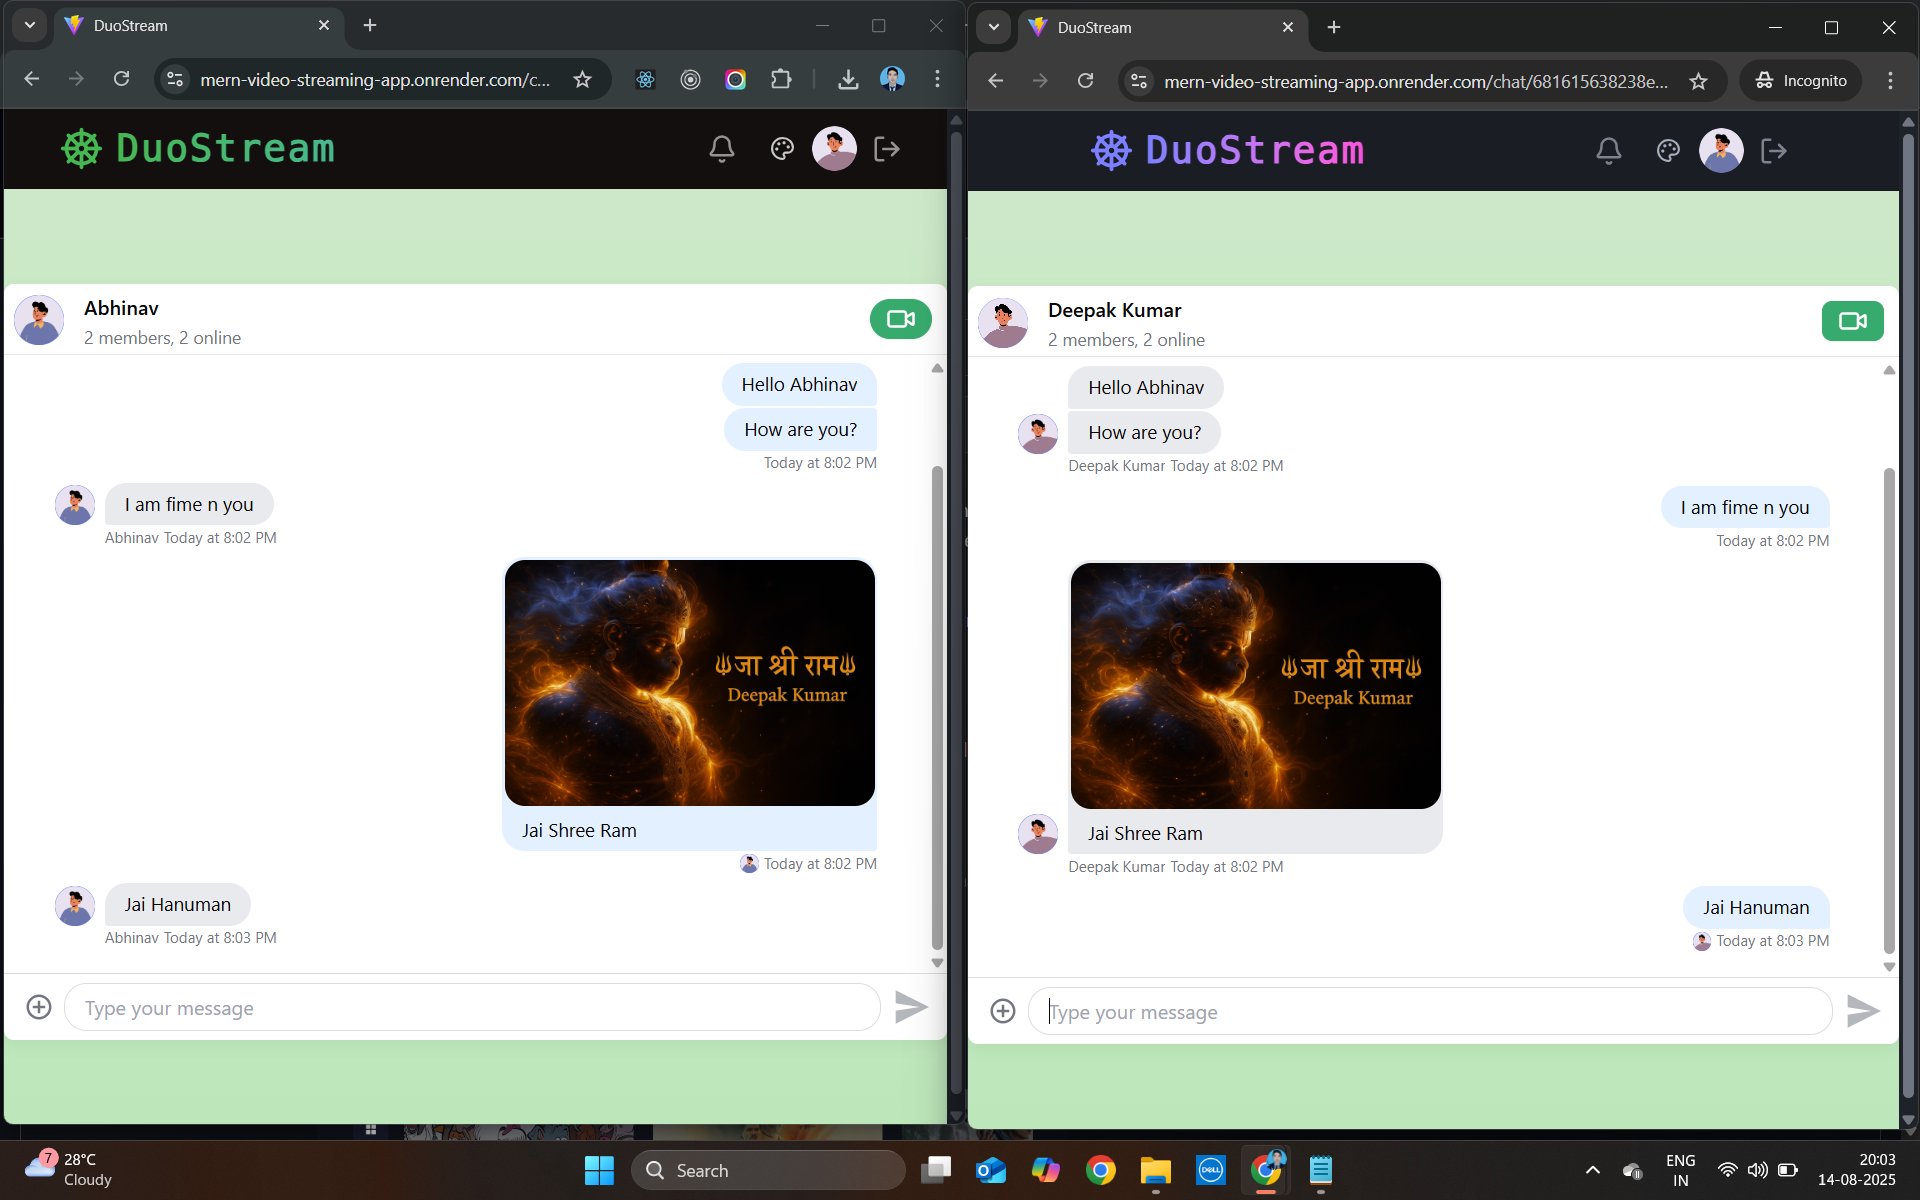 DuoStream
mern-video-streaming-app.onrender.com/c...
DuoStream
Abhinav
2 members, 2 online
Hello Abhinav
How are you?
Today at 8:02 PM
I am fime n you
Abhinav Today at 8:02 PM
जा श्री राम
Deepak Kumar
Jai Shree Ram
Today at 8:02 PM
Jai Hanuman
Abhinav Today at 8:03 PM
Type your message
DuoStream
mern-video-streaming-app.onrender.com/chat/681615638238e...
Incognito
DuoStream
Deepak Kumar
2 members, 2 online
Hello Abhinav
How are you?
Deepak Kumar Today at 8:02 PM
I am fime n you
Today at 8:02 PM
जा श्री राम
Deepak Kumar
Jai Shree Ram
Deepak Kumar Today at 8:02 PM
Jai Hanuman
Today at 8:03 PM
Type your message
7
28°C
Cloudy
Search
DELL
ENG
IN
20:03
14-08-2025